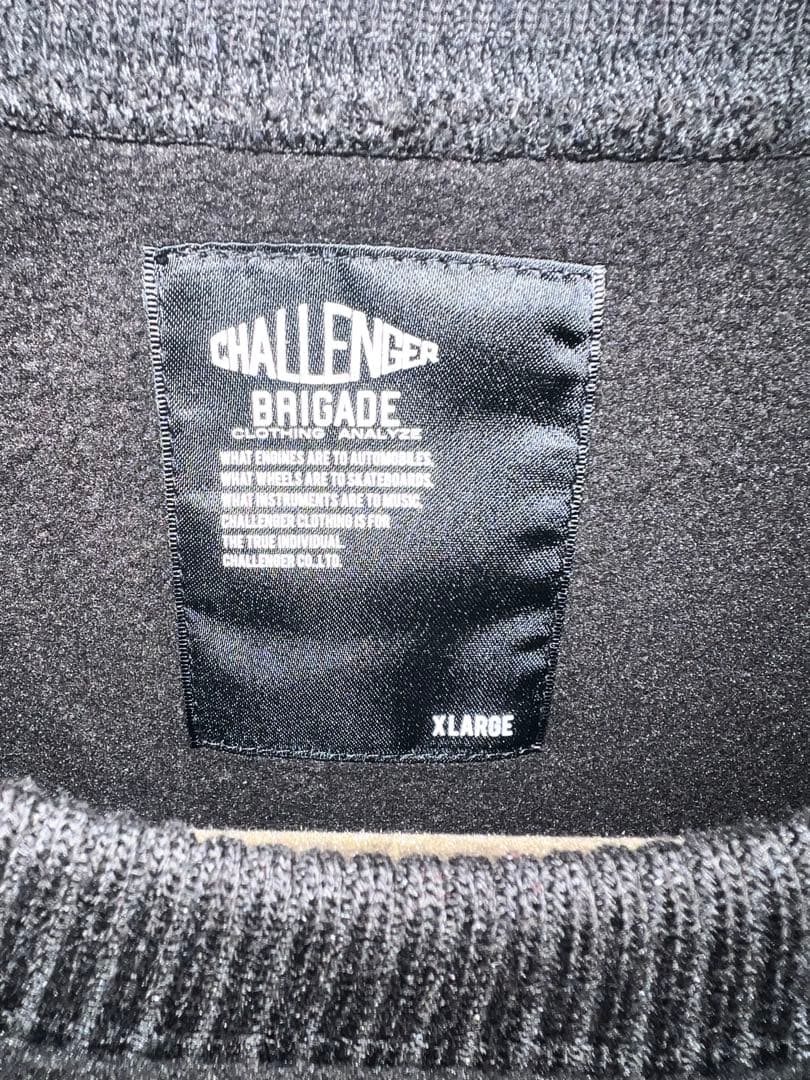 CHALLENGER
BRIGADE
CLOTHING ANALYZE
WHAT ENGINES ARE TO AUTOMOBILES,
WHAT WHEELS ARE TO SKATEBOARDS,
WHAT INSTRUMENTS ARE TO MUSIC,
CHALLENGER CLOTHING IS FOR
THE TRUE INDIVIDUAL.
CHALLENGER CO.,LTD.
XLARGE